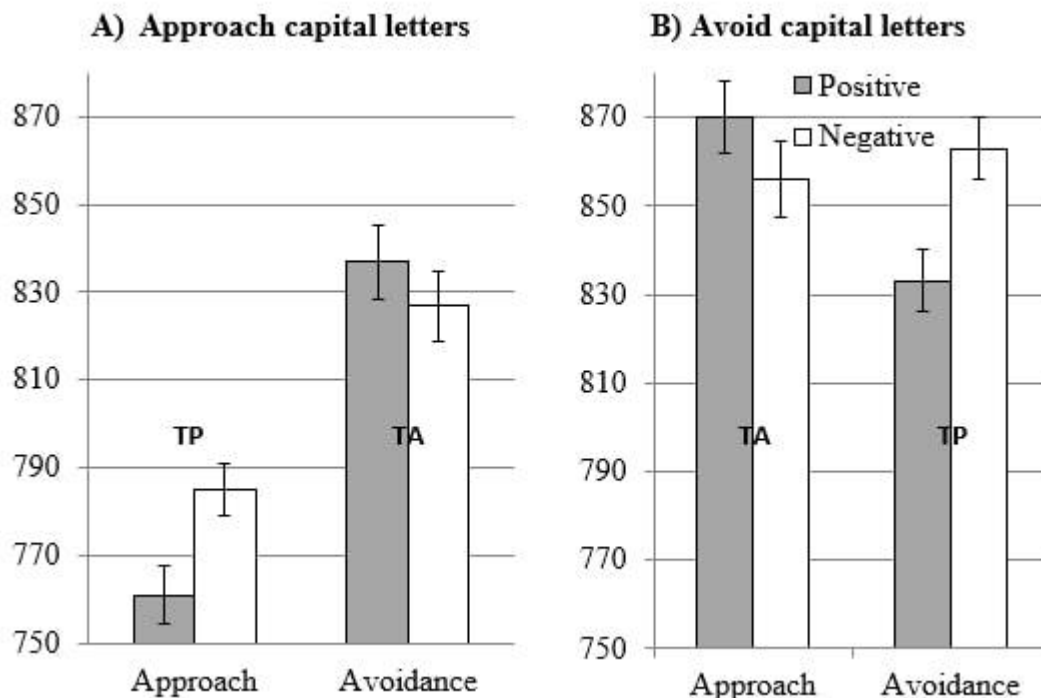 A) Approach capital letters
870
850
830
810
790
770
750
TP
TA
Approach
Avoidance
B) Avoid capital letters
Positive
Negative
870
850
830
810
790
770
750
TA
TP
Approach
Avoidance